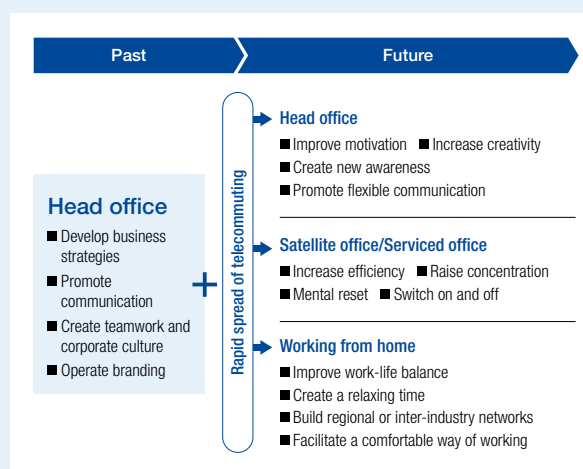 Past
Future
Head office
■ Develop business
strategies
■ Promote
communication
■ Create teamwork and
corporate culture
■ Operate branding
+
Rapid spread of telecommuting
Head office
■ Improve motivation ■ Increase creativity
■ Create new awareness
■ Promote flexible communication
Satellite office/Serviced office
■ Increase efficiency ■ Raise concentration
■ Mental reset ■ Switch on and off
Working from home
■ Improve work-life balance
■ Create a relaxing time
■ Build regional or inter-industry networks
■ Facilitate a comfortable way of working